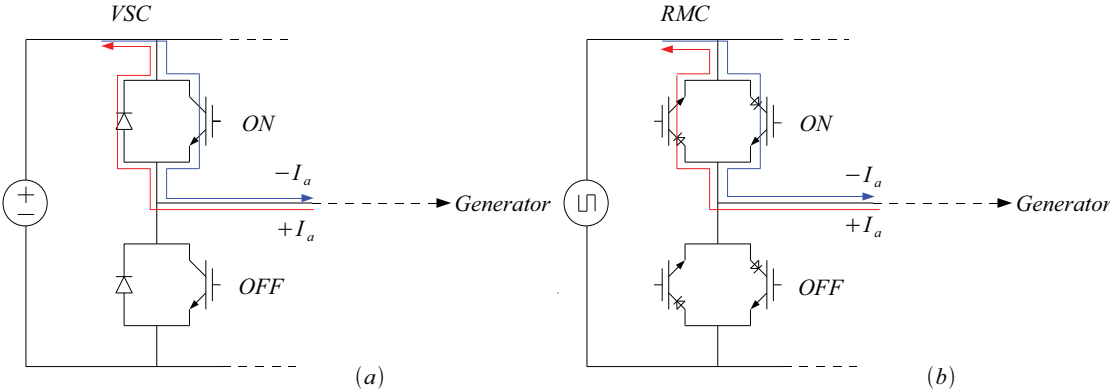 VSC
ON
−I a
Generator
+I a
OFF
(a)
RMC
ON
−I a
Generator
+I a
OFF
(b)